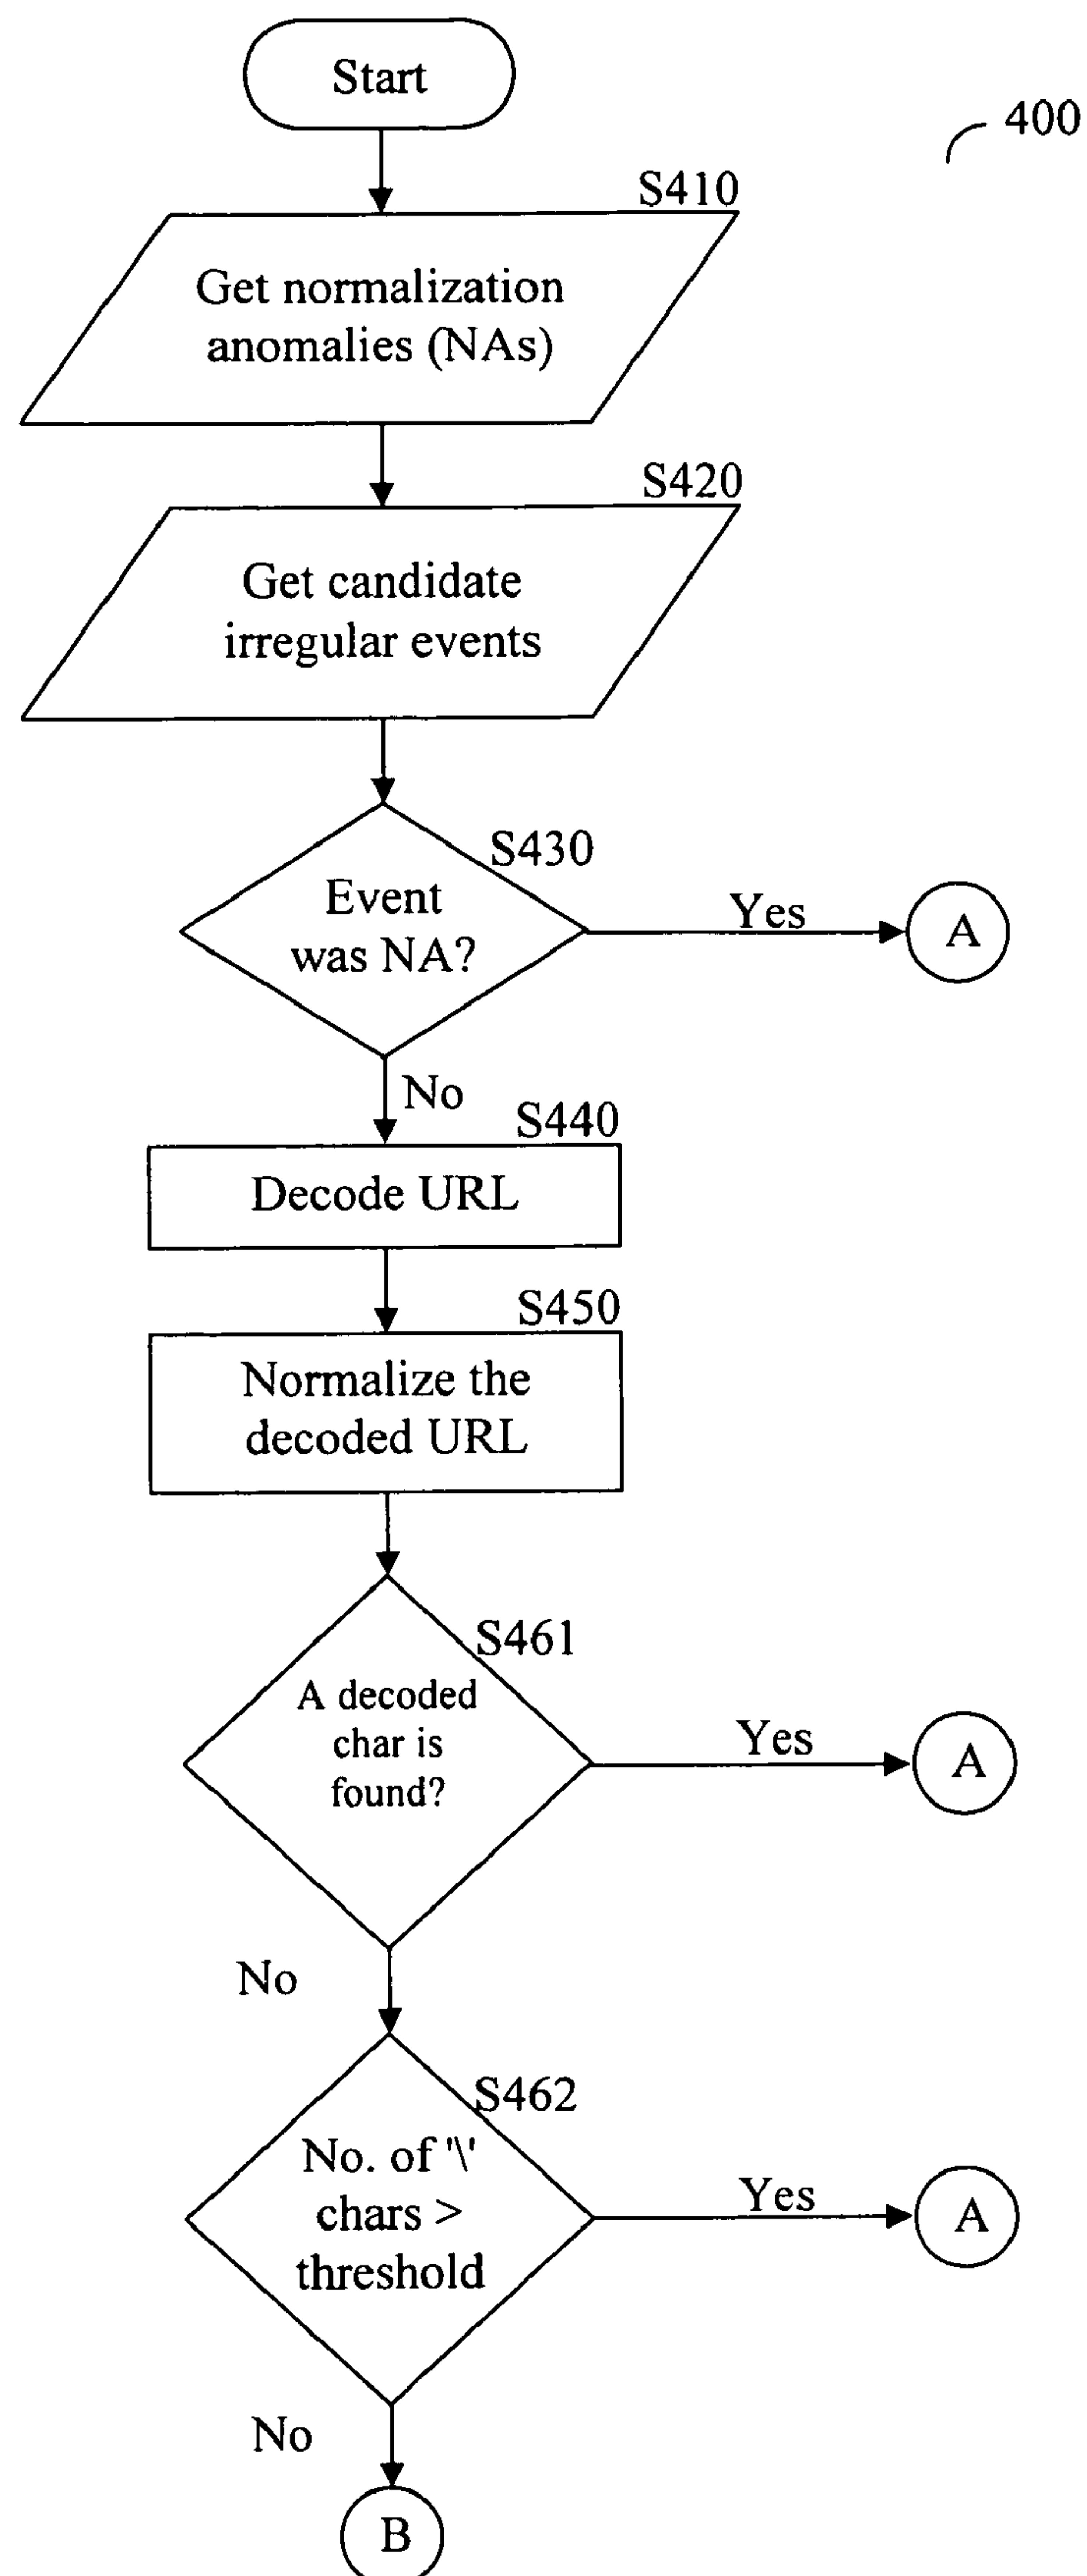 Start
400
S410
Get normalization
anomalies (NAs)
S420
Get candidate
irregular events
S430
Event
was NA?
Yes
A
No
S440
Decode URL
S450
Normalize the
decoded URL
S461
A decoded
char is
found?
Yes
A
No
S462
No. of '\'
chars >
threshold
Yes
A
No
B